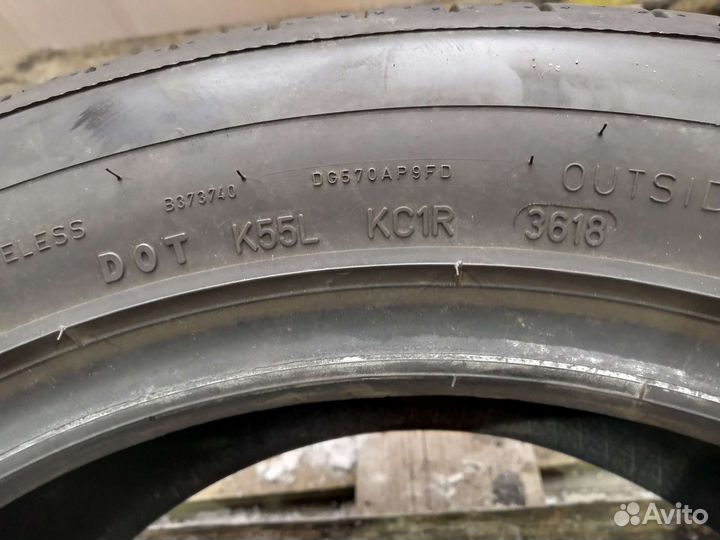 B373740 DG570AP9FD
ELESS DOT K55L KC1R 3618 OUTSID
Avito